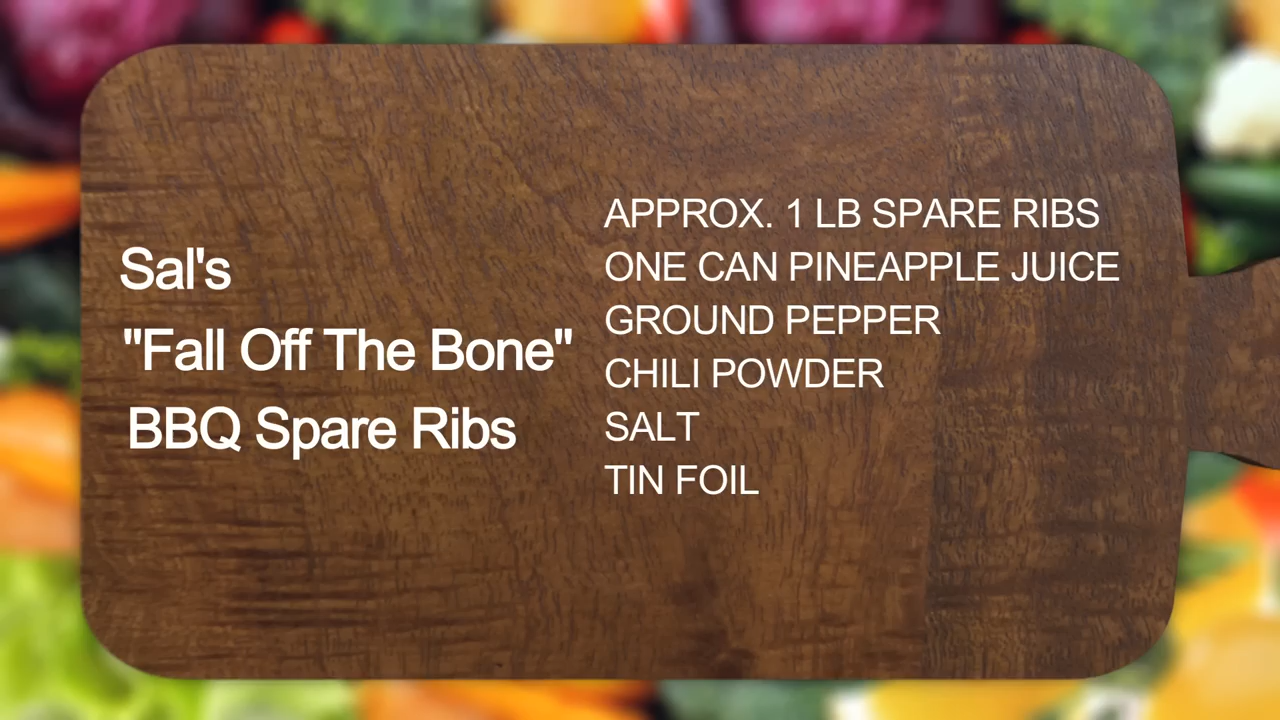 Sal's
"Fall Off The Bone"
BBQ Spare Ribs
APPROX. 1 LB SPARE RIBS
ONE CAN PINEAPPLE JUICE
GROUND PEPPER
CHILI POWDER
SALT
TIN FOIL